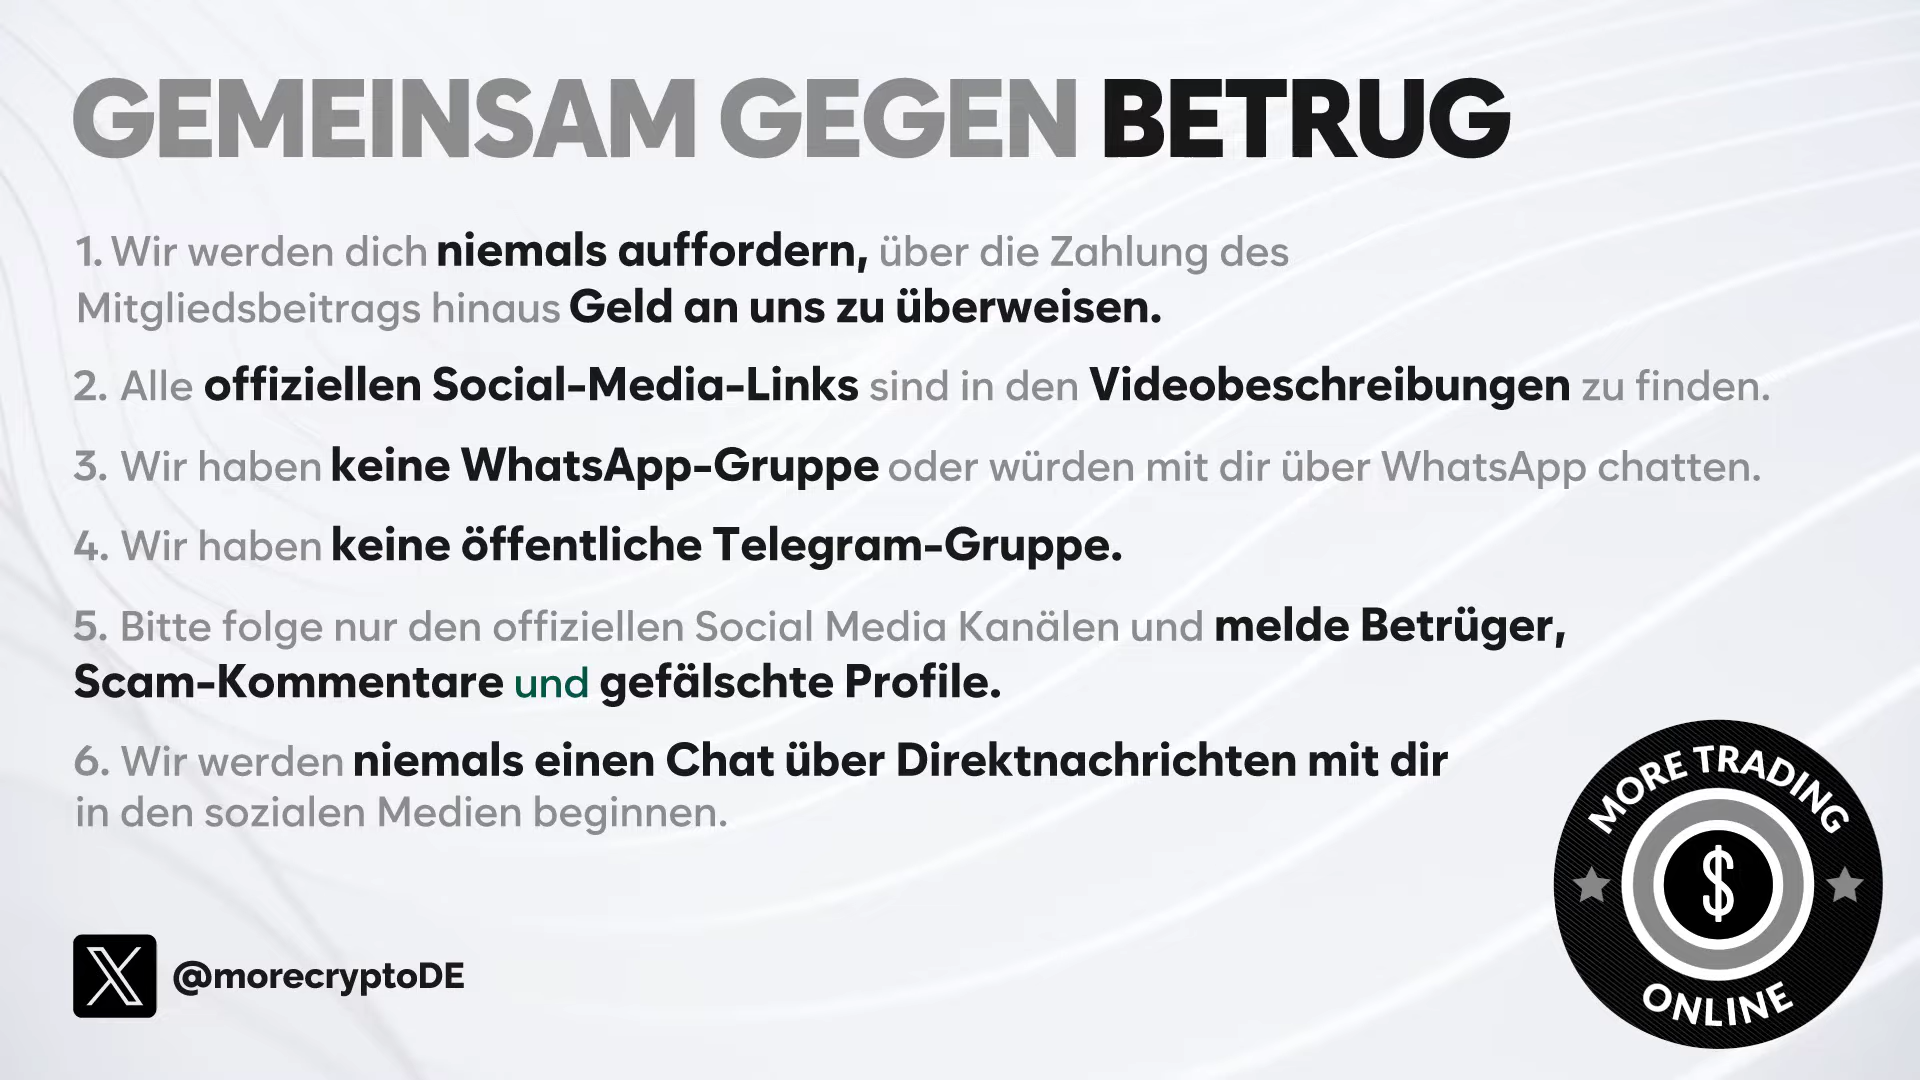 GEMEINSAM GEGEN BETRUG
1. Wir werden dich niemals auffordern, über die Zahlung des
Mitgliedsbeitrags hinaus Geld an uns zu überweisen.
2. Alle offiziellen Social-Media-Links sind in den Videobeschreibungen zu finden.
3. Wir haben keine WhatsApp-Gruppe oder würden mit dir über WhatsApp chatten.
4. Wir haben keine öffentliche Telegram-Gruppe.
5. Bitte folge nur den offiziellen Social Media Kanälen und melde Betrüger,
Scam-Kommentare und gefälschte Profile.
6. Wir werden niemals einen Chat über Direktnachrichten mit dir
in den sozialen Medien beginnen.
@morecryptoDE
MORE TRADING
$
ONLINE